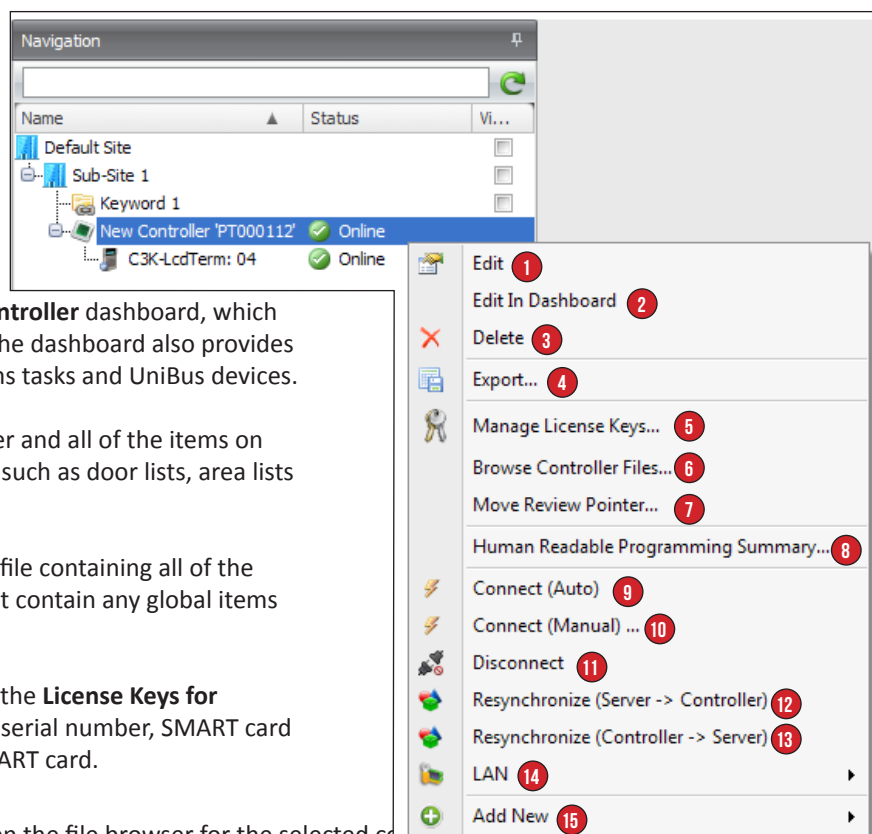 Navigation
Name Status Vi...
Default Site
Sub-Site 1
Keyword 1
New Controller 'PT000112' Online
C3K-LcdTerm: 04 Online
ntroller dashboard, which
he dashboard also provides
ns tasks and UniBus devices.
er and all of the items on
such as door lists, area lists
file containing all of the
t contain any global items
the License Keys for
serial number, SMART card
ART card.
n the file browser for the selected co
Edit 1
Edit In Dashboard 2
Delete 3
Export... 4
Manage License Keys... 5
Browse Controller Files... 6
Move Review Pointer... 7
Human Readable Programming Summary... 8
Connect (Auto) 9
Connect (Manual) ... 10
Disconnect 11
Resynchronize (Server -> Controller) 12
Resynchronize (Controller -> Server) 13
LAN 14
Add New 15